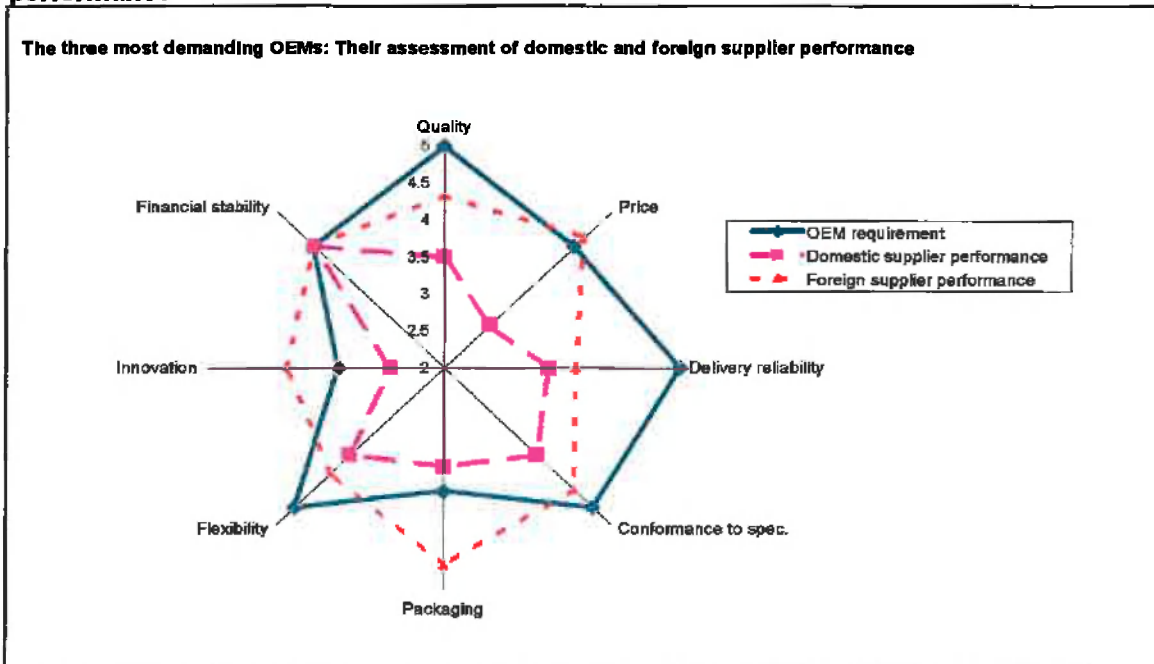 The three most demanding OEMs: Their assessment of domestic and foreign supplier performance
Quality
5
4.5
4
3.5
3
2.5
2
Financial stability
Price
Innovation
Delivery reliability
Flexibility
Conformance to spec.
Packaging
OEM requirement
Domestic supplier performance
Foreign supplier performance